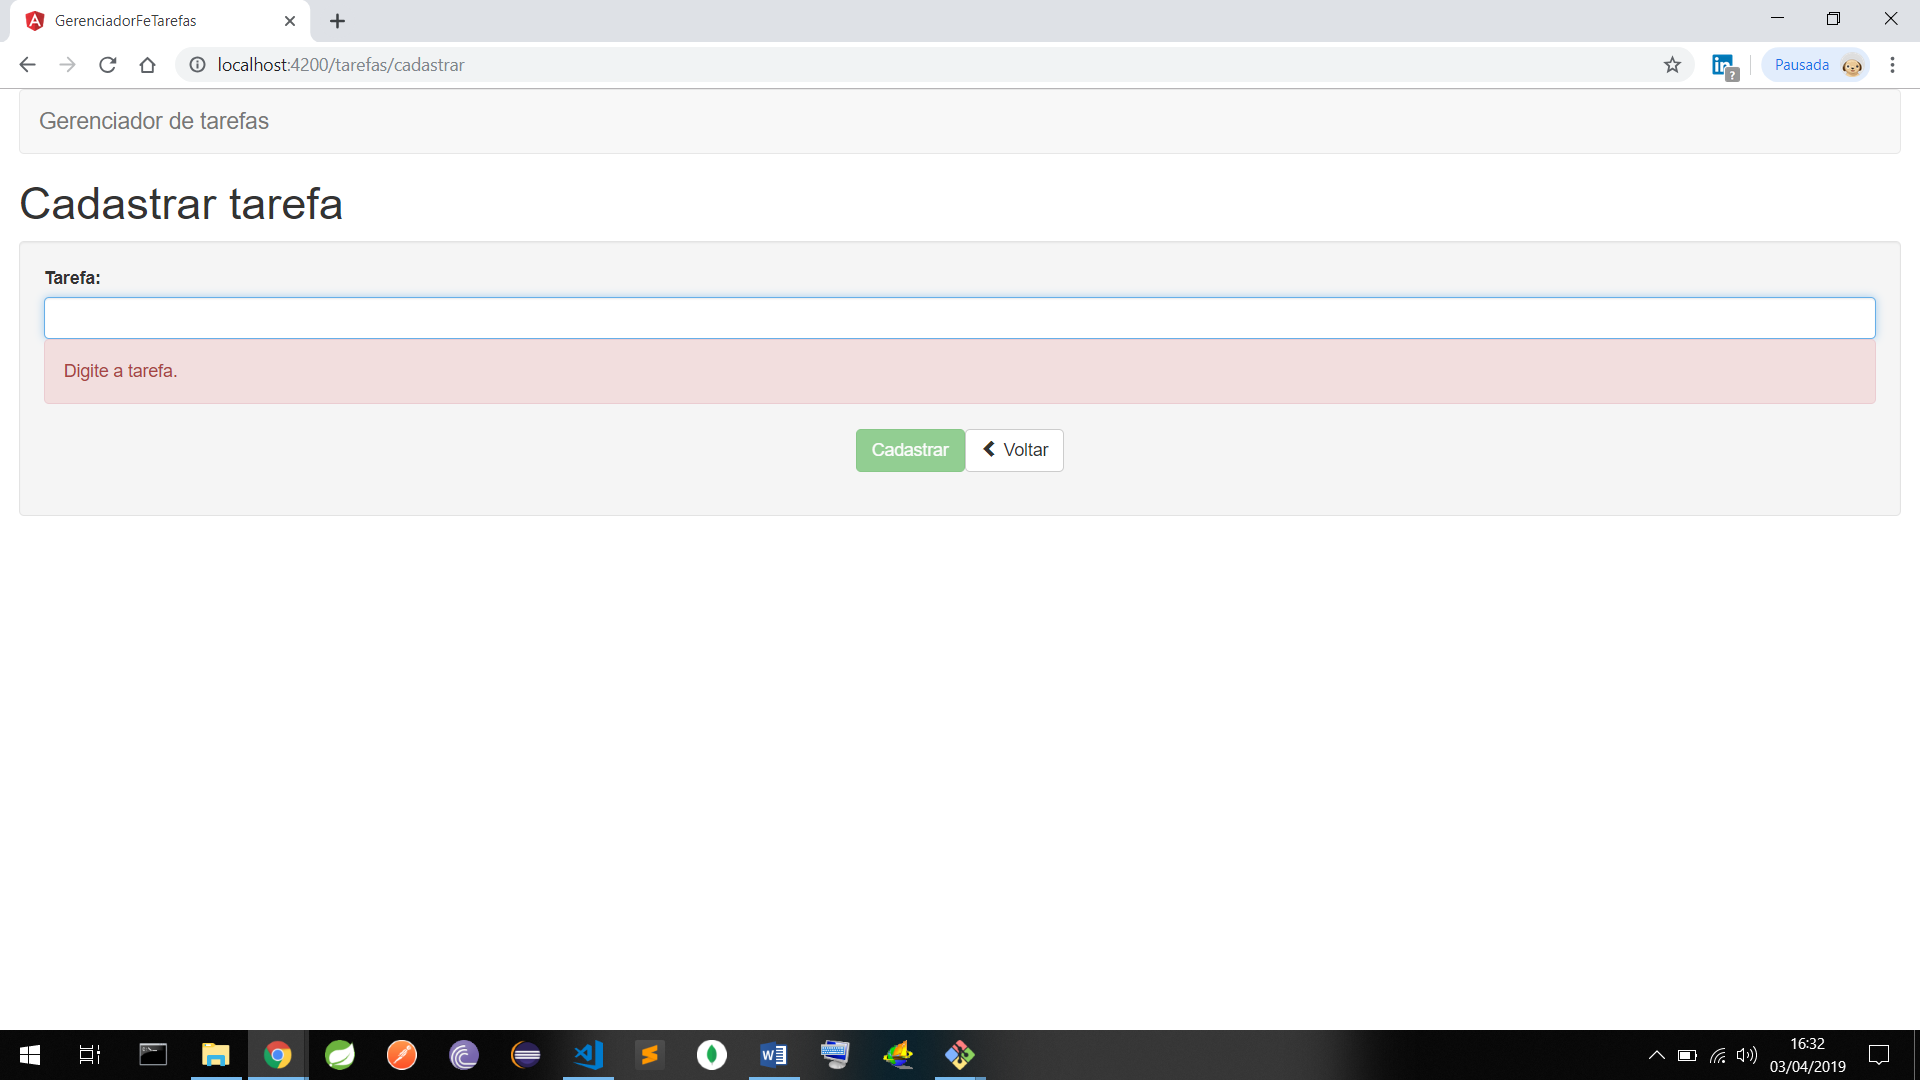 GerenciadorFeTarefas
localhost:4200/tarefas/cadastrar
Pausada
Gerenciador de tarefas
Cadastrar tarefa
Tarefa:
Digite a tarefa.
Cadastrar
Voltar
16:32
03/04/2019